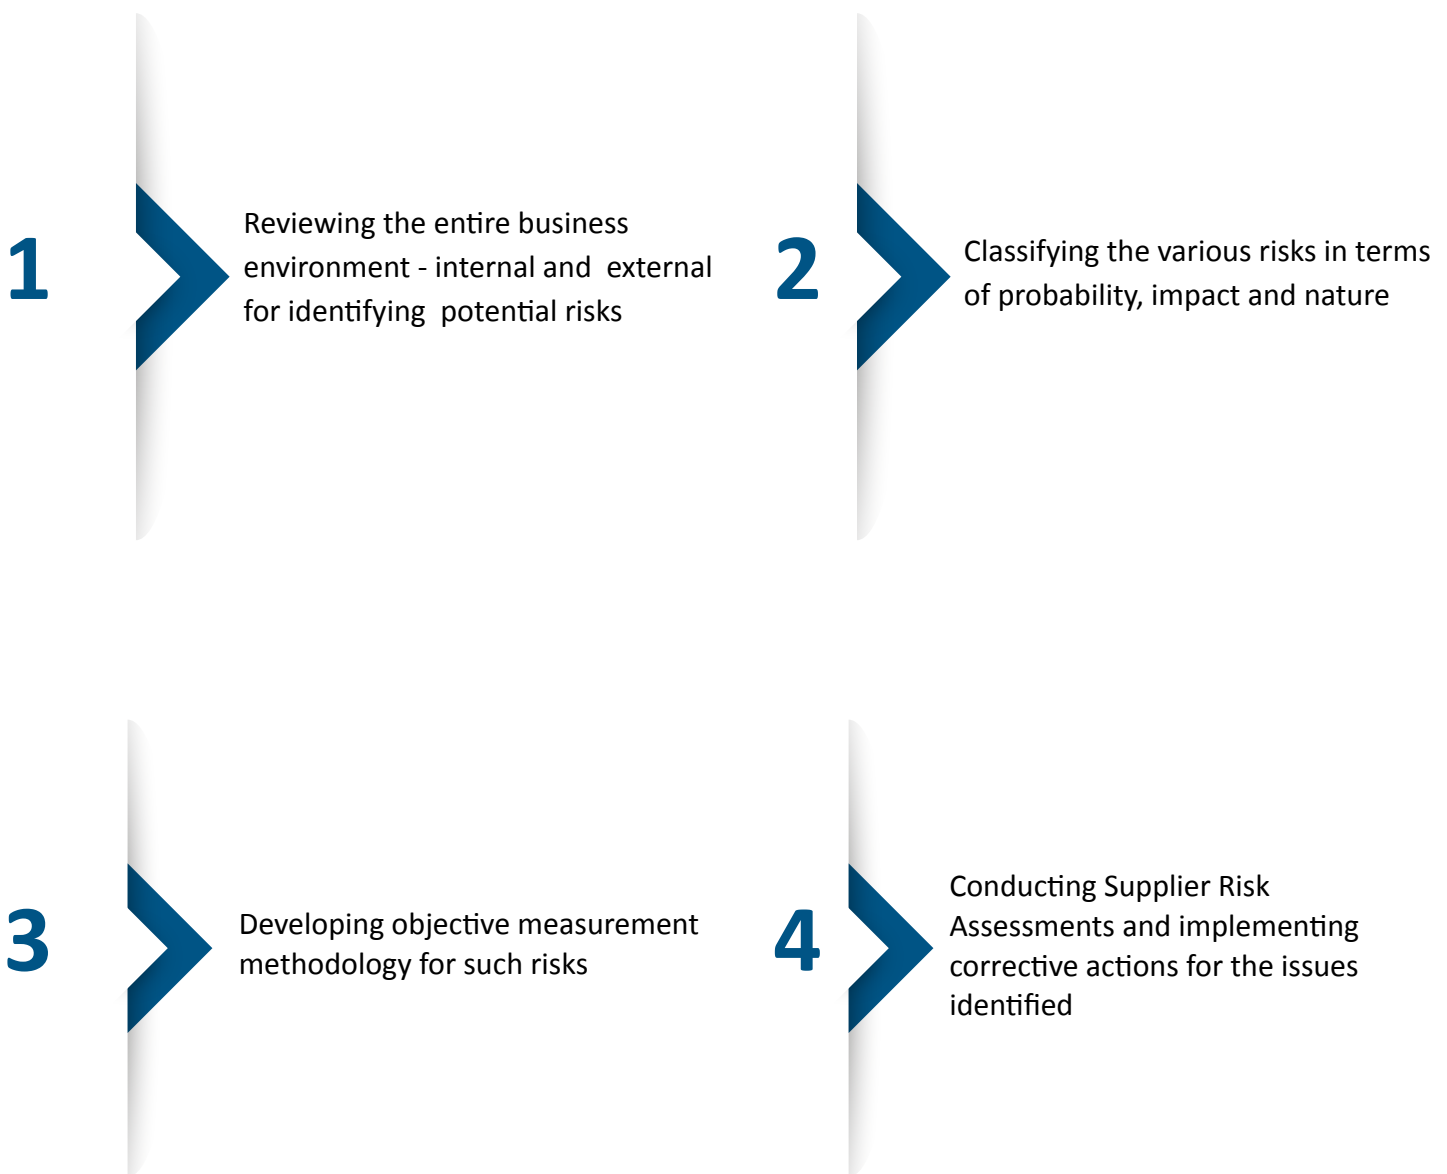 1
Reviewing the entire business
environment - internal and  external
for identifying  potential risks
2
Classifying the various risks in terms
of probability, impact and nature
3
Developing objective measurement
methodology for such risks
4
Conducting Supplier Risk
Assessments and implementing
corrective actions for the issues
identified